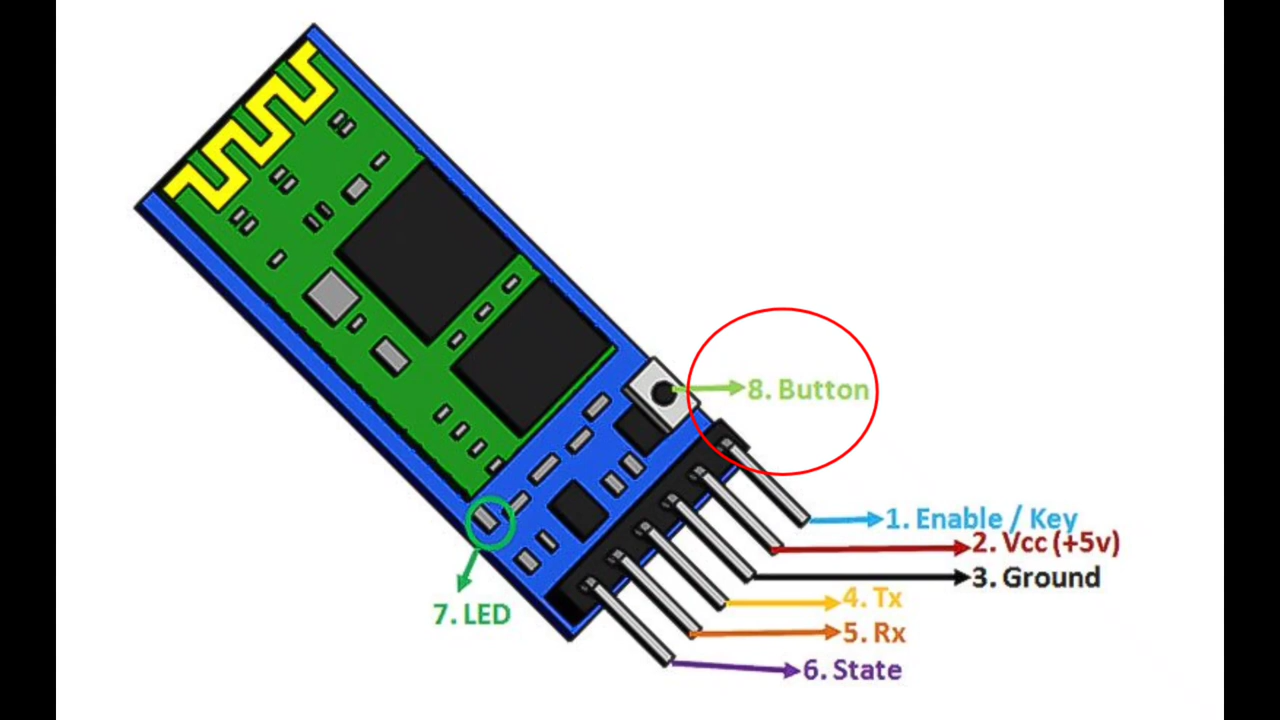 8. Button
1. Enable / Key
2. Vcc (+5v)
3. Ground
4. Tx
7. LED
5. Rx
6. State